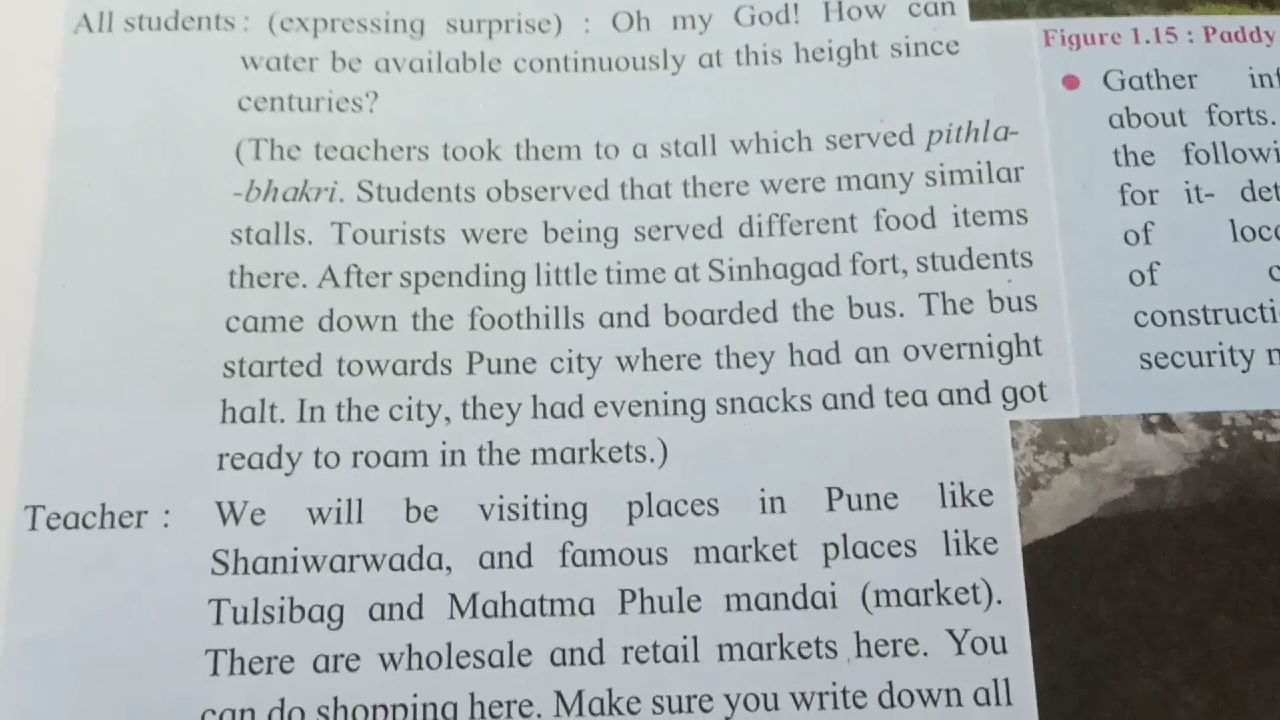 All students : (expressing surprise) : Oh my God! How can
water be available continuously at this height since
centuries?
(The teachers took them to a stall which served pithla-
-bhakri. Students observed that there were many similar
stalls. Tourists were being served different food items
there. After spending little time at Sinhagad fort, students
came down the foothills and boarded the bus. The bus
started towards Pune city where they had an overnight
halt. In the city, they had evening snacks and tea and got
ready to roam in the markets.)
Teacher : We will be visiting places in Pune like
Shaniwarwada, and famous market places like
Tulsibag and Mahatma Phule mandai (market).
There are wholesale and retail markets here. You
can do shopping here. Make sure you write down all
Figure 1.15 : Paddy
• Gather
about forts.
the
for it-
of
of
security